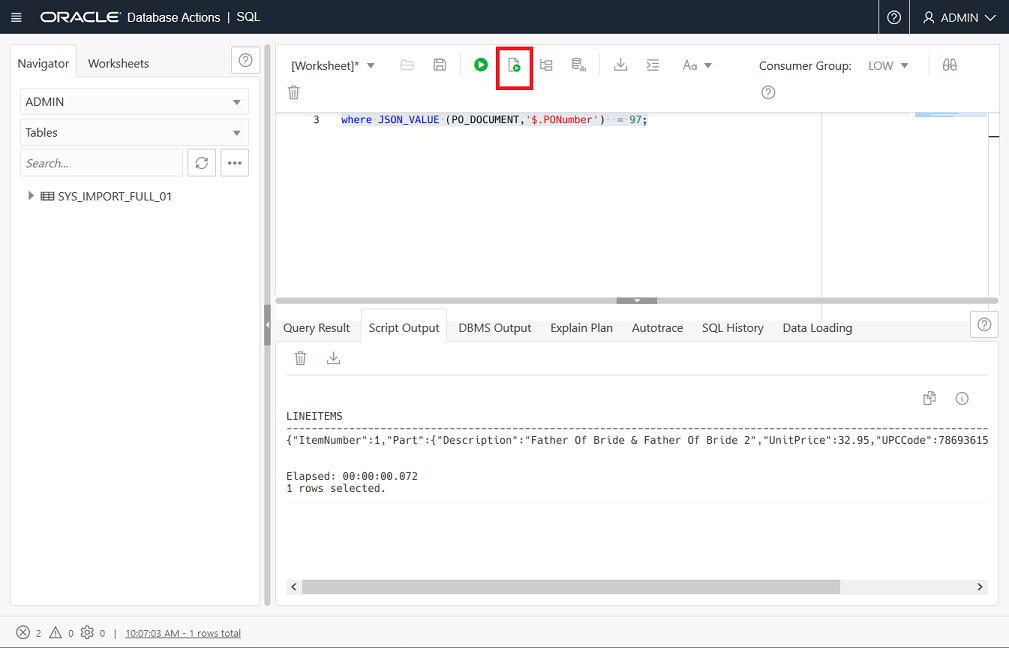 ORACLE Database Actions | SQL
ADMIN
Navigator
Worksheets
ADMIN
Tables
Search...
SYS_IMPORT_FULL_01
[Worksheet]*
Aa
Consumer Group: LOW
3 where JSON_VALUE (PO_DOCUMENT,'$.PONumber') = 97;
Query Result
Script Output
DBMS Output
Explain Plan
Autotrace
SQL History
Data Loading
LINEITEMS
--------------------------------------------------------------------------------
{"ItemNumber":1,"Part":{"Description":"Father Of Bride & Father Of Bride 2","UnitPrice":32.95,"UPCCode":78693615
Elapsed: 00:00:00.072
1 rows selected.
2 0 0 | 10:07:03 AM - 1 rows total